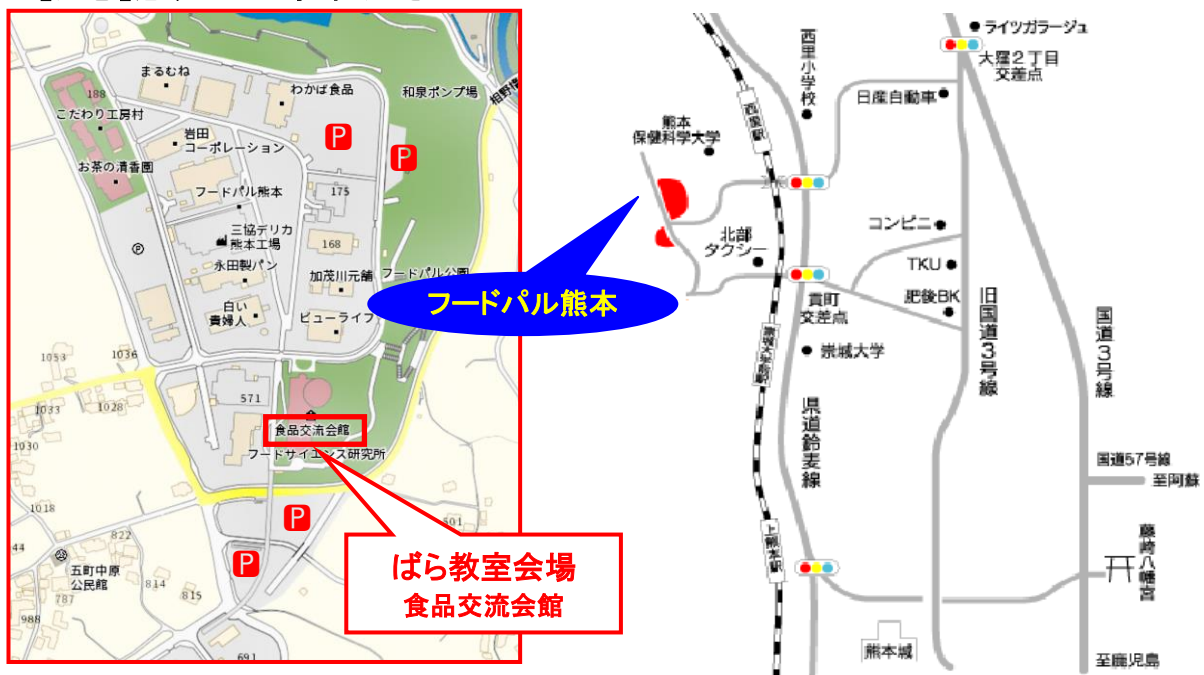 まるむね
わかば食品
和泉ポンプ場
相野橋
188
こだわり工房村
岩田
コーポレーション
P
P
お茶の清香園
フードパル熊本
175
三協デリカ
熊本工場
168
P
永田製パン
加茂川元舗
フードパル公園
白い
貴婦人
ビューライフ
1053
1036
571
1033
1028
食品交流会館
フードサイエンス研究所
1030
1018
P
601
822
44
P
五町中原
公民館
814
815
787
988
691
ばら教室会場
食品交流会館
フードパル熊本
ライツガラージュ
大窪2丁目
交差点
西里小学校
日産自動車
西里駅
熊本
保健科学大学
コンビニ
北部
タクシー
TKU
肥後BK
貢町
交差点
旧国道3号線
国道3号線
崇城大学
県道鈴麦線
国道57号線
至阿蘇
上熊本駅
藤崎八幡宮
熊本城
至鹿児島